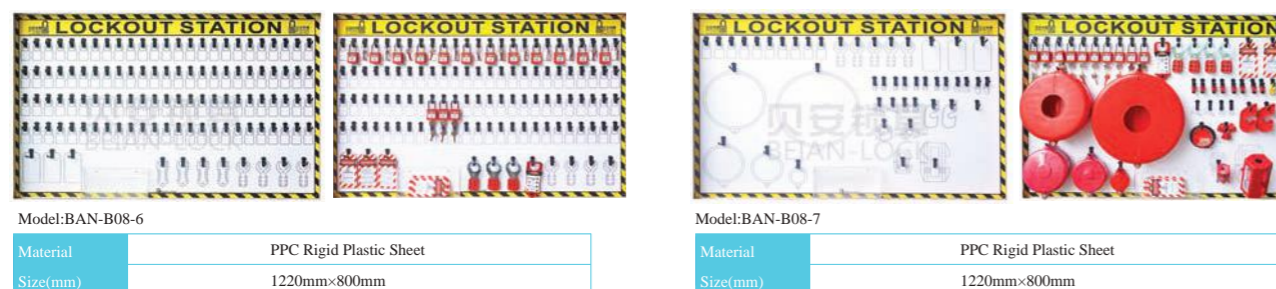 LOCKOUT STATION
LOCKOUT STATION
LOCKOUT STATION
LOCKOUT STATION
贝安锁具
BEIAN-LOCK
Model:BAN-B08-6
Material PPC Rigid Plastic Sheet
Size(mm) 1220mm×800mm
Model:BAN-B08-7
Material PPC Rigid Plastic Sheet
Size(mm) 1220mm×800mm